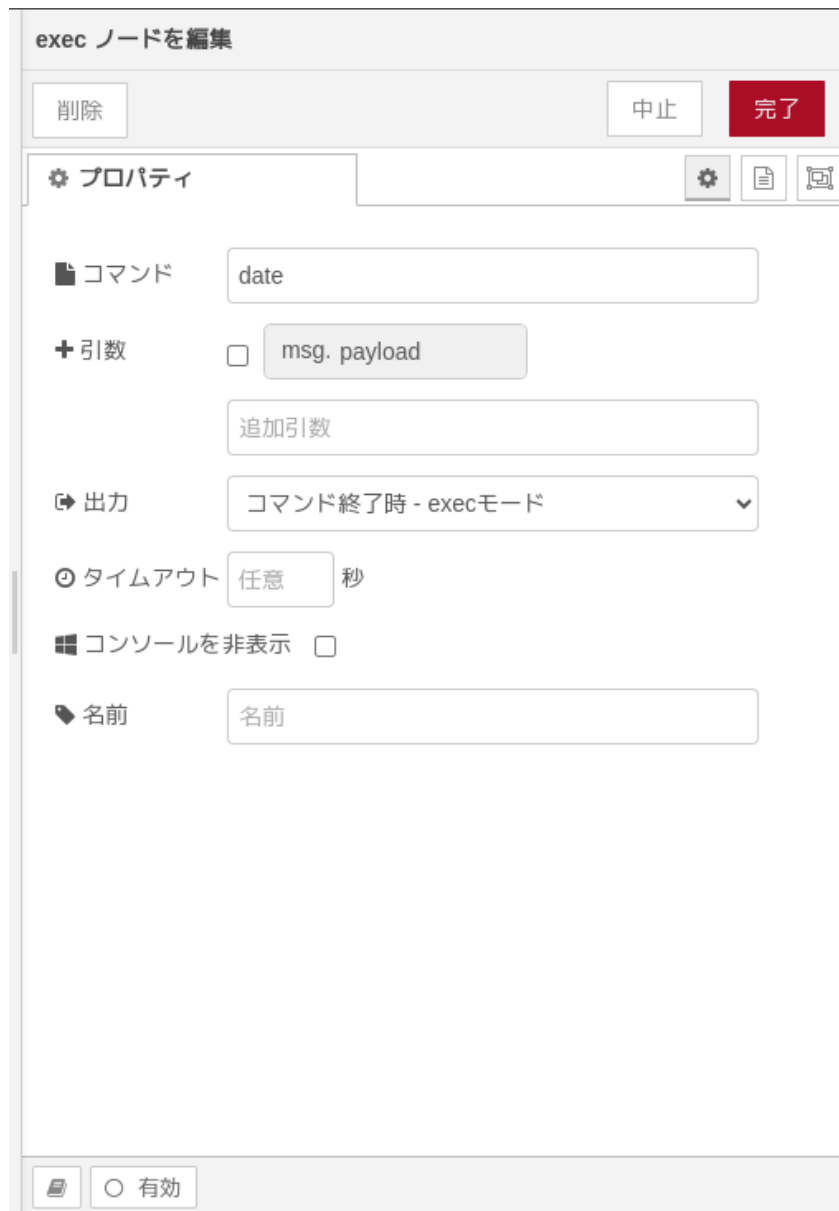 exec ノードを編集
削除 中止 完了
プロパティ
コマンド date
引数 msg. payload
追加引数
出力 コマンド終了時 - execモード
タイムアウト 任意 秒
コンソールを非表示
名前 名前
有効